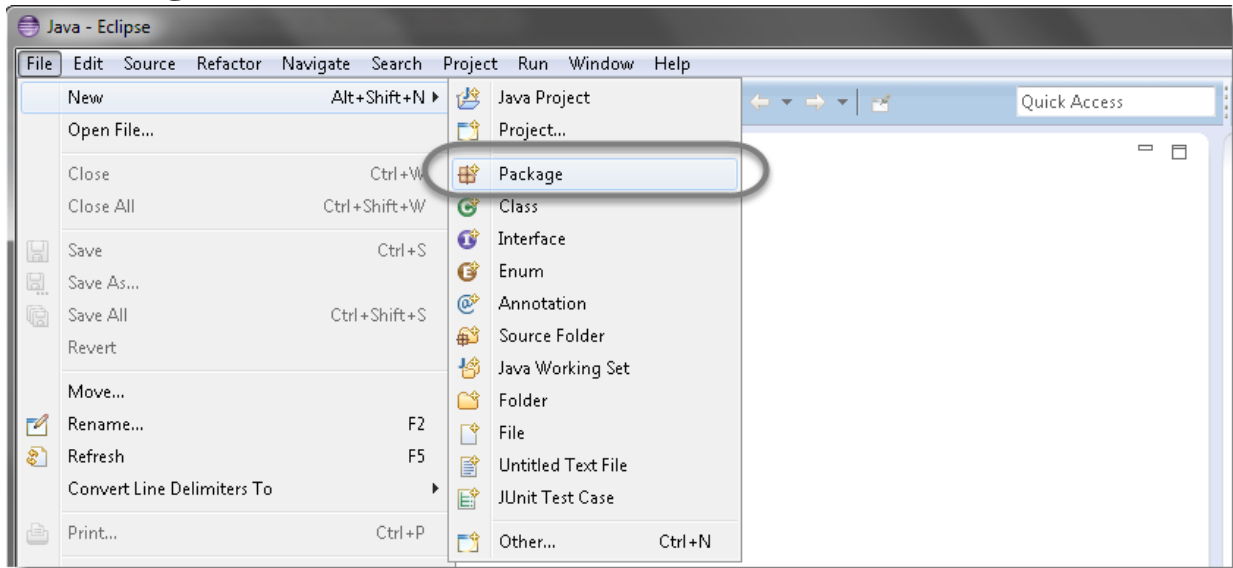 Java - Eclipse
File Edit Source Refactor Navigate Search Project Run Window Help
New Alt+Shift+N
Open File...
Close Ctrl+W
Close All Ctrl+Shift+W
Save Ctrl+S
Save As...
Save All Ctrl+Shift+S
Revert
Move...
Rename... F2
Refresh F5
Convert Line Delimiters To
Print... Ctrl+P
Java Project
Project...
Package
Class
Interface
Enum
Annotation
Source Folder
Java Working Set
Folder
File
Untitled Text File
JUnit Test Case
Other... Ctrl+N
Quick Access